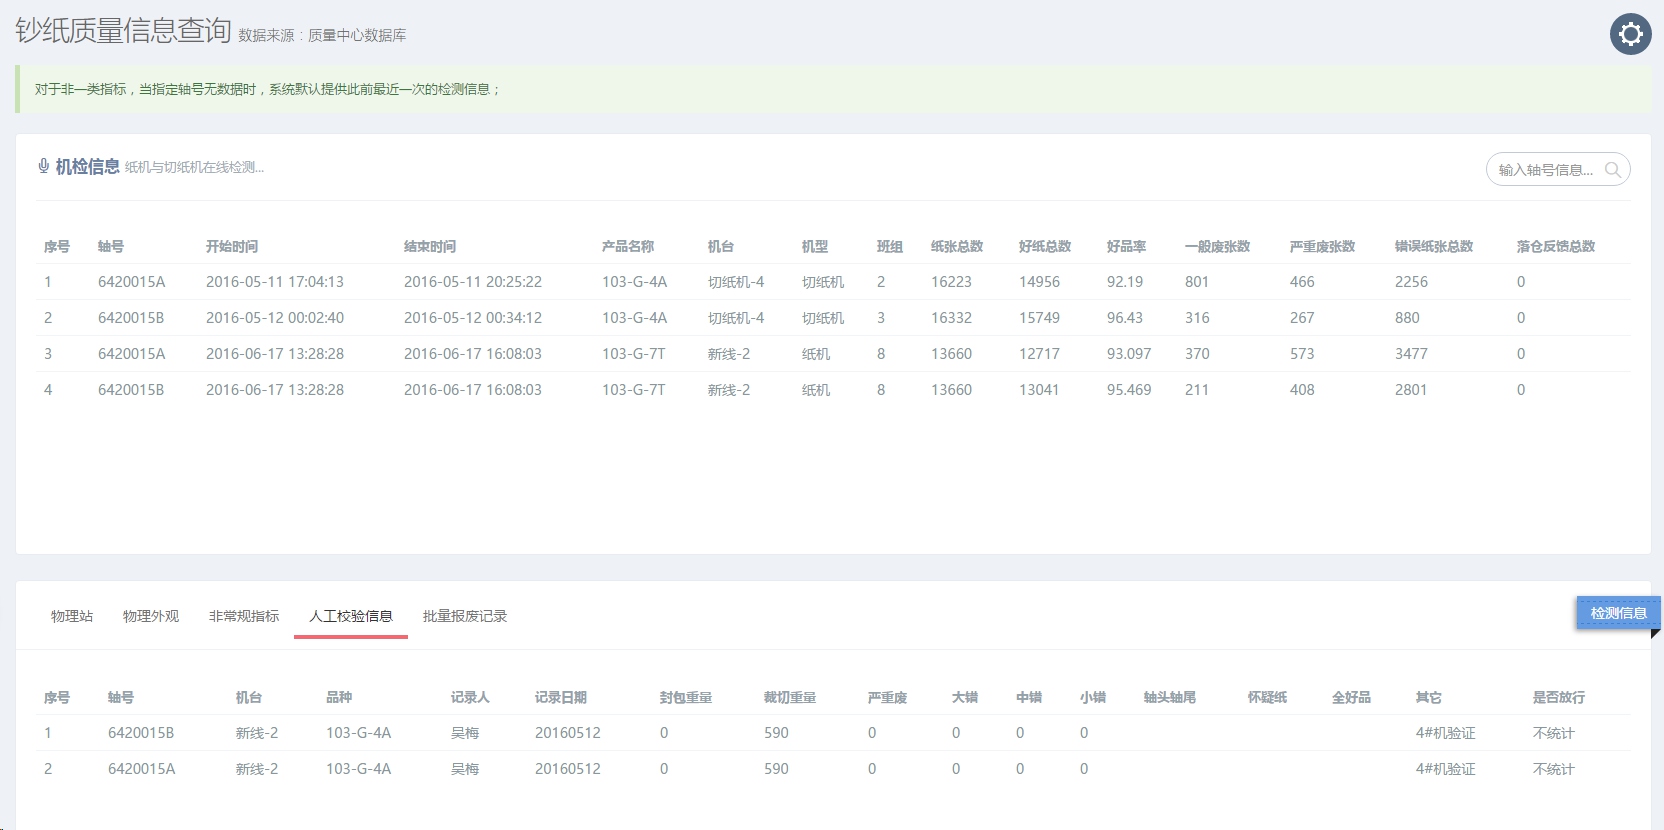 钞纸质量信息查询 数据来源：质量中心数据库
对于非一类指标，当指定轴号无数据时，系统默认提供此前最近一次的检测信息；
机检信息 纸机与切纸机在线检测... 输入轴号信息...
序号 轴号 开始时间 结束时间 产品名称 机台 机型 班组 纸张总数 好纸总数 好品率 一般废张数 严重废张数 错误纸张总数 落仓反馈总数
1 6420015A 2016-05-11 17:04:13 2016-05-11 20:25:22 103-G-4A 切纸机-4 切纸机 2 16223 14956 92.19 801 466 2256 0
2 6420015B 2016-05-12 00:02:40 2016-05-12 00:34:12 103-G-4A 切纸机-4 切纸机 3 16332 15749 96.43 316 267 880 0
3 6420015A 2016-06-17 13:28:28 2016-06-17 16:08:03 103-G-7T 新线-2 纸机 8 13660 12717 93.097 370 573 3477 0
4 6420015B 2016-06-17 13:28:28 2016-06-17 16:08:03 103-G-7T 新线-2 纸机 8 13660 13041 95.469 211 408 2801 0
物理站 物理外观 非常规指标 人工校验信息 批量报废记录 检测信息
序号 轴号 机台 品种 记录人 记录日期 封包重量 裁切重量 严重废 大错 中错 小错 轴头轴尾 怀疑纸 全好品 其它 是否放行
1 6420015B 新线-2 103-G-4A 吴梅 20160512 0 590 0 0 0 0 4#机验证 不统计
2 6420015A 新线-2 103-G-4A 吴梅 20160512 0 590 0 0 0 0 4#机验证 不统计